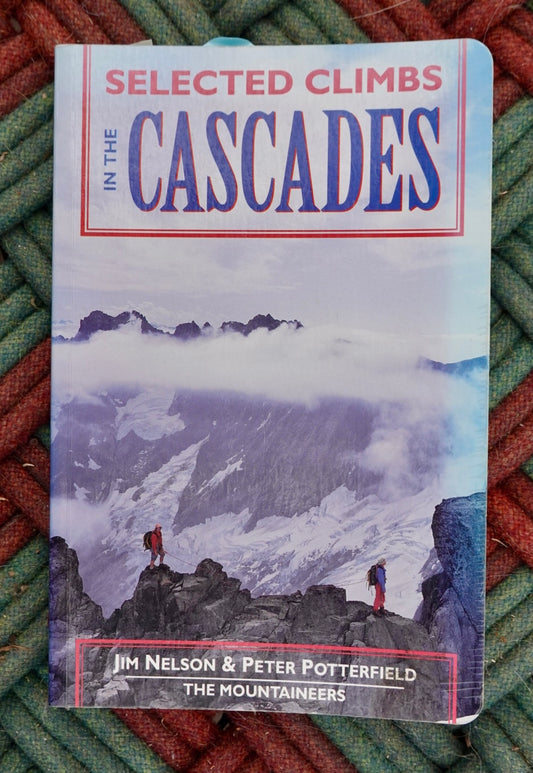 SELECTED CLIMBS
IN THE
CASCADES
JIM NELSON & PETER POTTERFIELD
THE MOUNTAINEERS